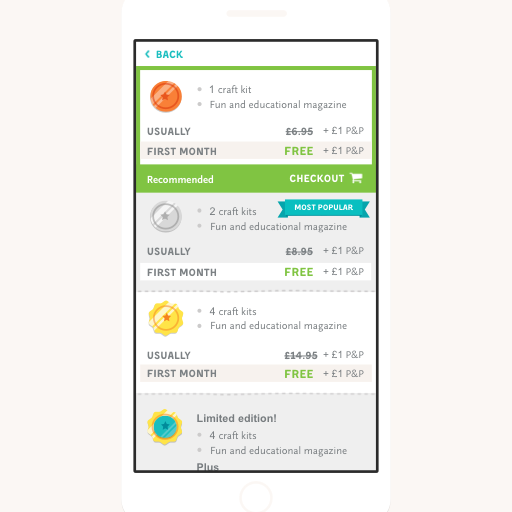 BACK
1 craft kit
Fun and educational magazine
USUALLY £6.95 + £1 P&P
FIRST MONTH FREE + £1 P&P
Recommended CHECKOUT
MOST POPULAR
2 craft kits
Fun and educational magazine
USUALLY £8.95 + £1 P&P
FIRST MONTH FREE + £1 P&P
4 craft kits
Fun and educational magazine
USUALLY £14.95 + £1 P&P
FIRST MONTH FREE + £1 P&P
Limited edition!
4 craft kits
Fun and educational magazine
Plus